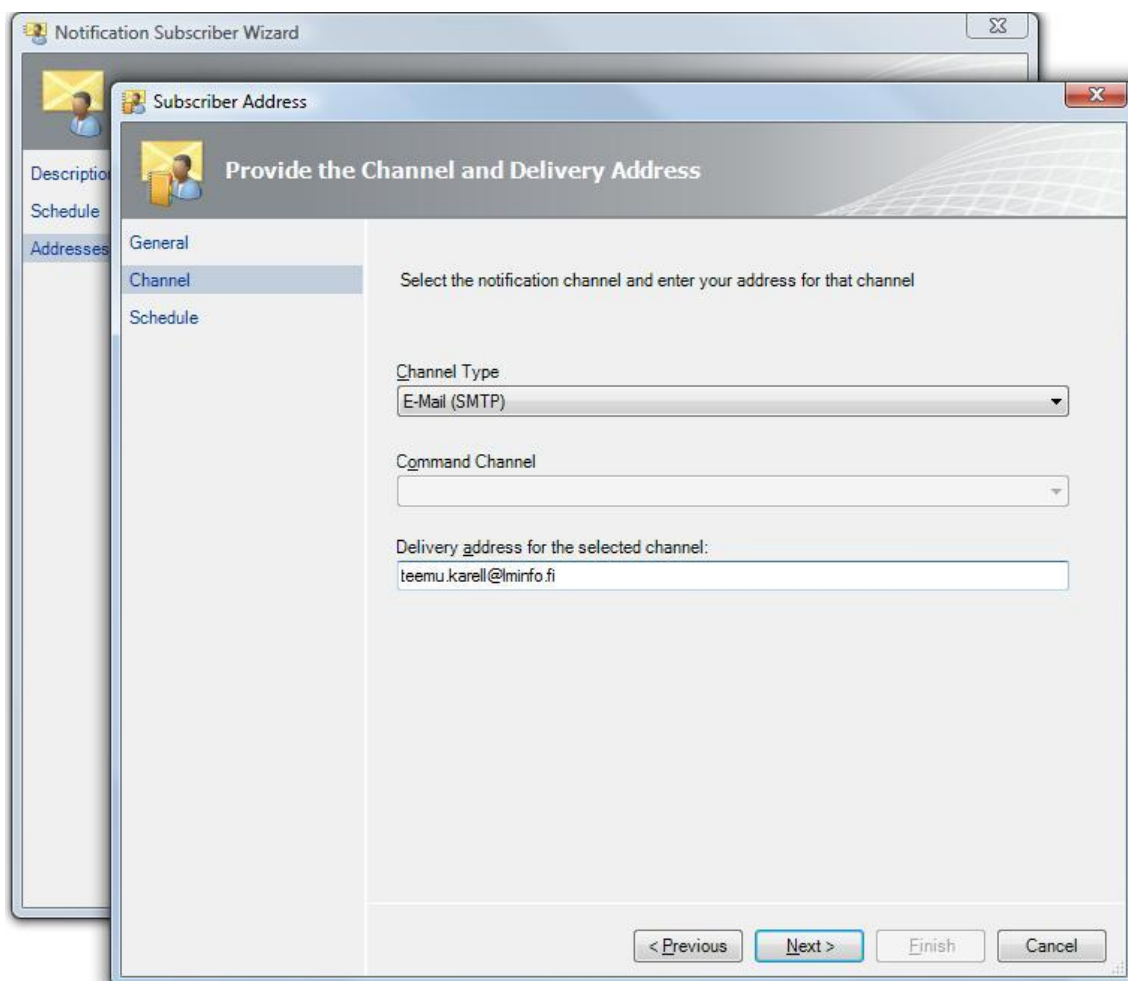 Notification Subscriber Wizard
Subscriber Address
Provide the Channel and Delivery Address
Description
Schedule
Addresses
General
Channel
Schedule
Select the notification channel and enter your address for that channel
Channel Type
E-Mail (SMTP)
Command Channel
Delivery address for the selected channel:
teemu.karell@lminfo.fi
< Previous
Next >
Finish
Cancel